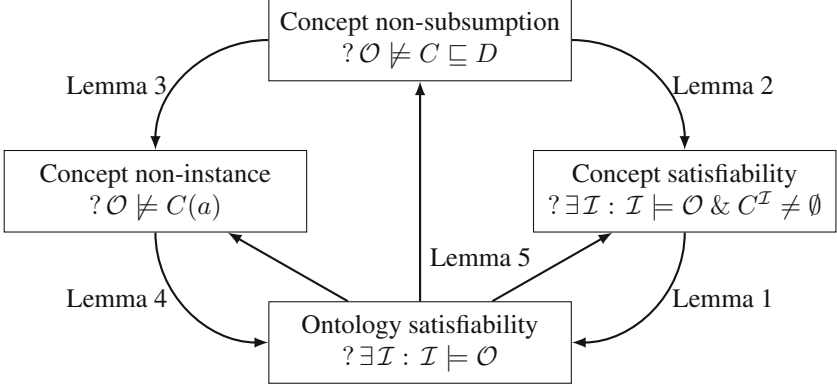 Concept non-subsumption
? 𝒪 ⊭ C ⊑ D
Lemma 3
Lemma 2
Concept non-instance
? 𝒪 ⊭ C(a)
Concept satisfiability
? ∃ℐ : ℐ ⊨ 𝒪 & C^ℐ ≠ ∅
Lemma 5
Lemma 4
Lemma 1
Ontology satisfiability
? ∃ℐ : ℐ ⊨ 𝒪